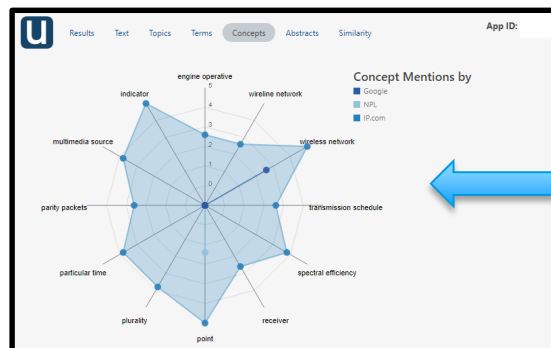 U
Results Text Topics Terms Concepts Abstracts Similarity
App ID:
Concept Mentions by
Google
NPL
IP.com
engine operative
wireline network
wireless network
transmission schedule
spectral efficiency
receiver
point
plurality
particular time
parity packets
multimedia source
indicator
5
4
3
2
1
0